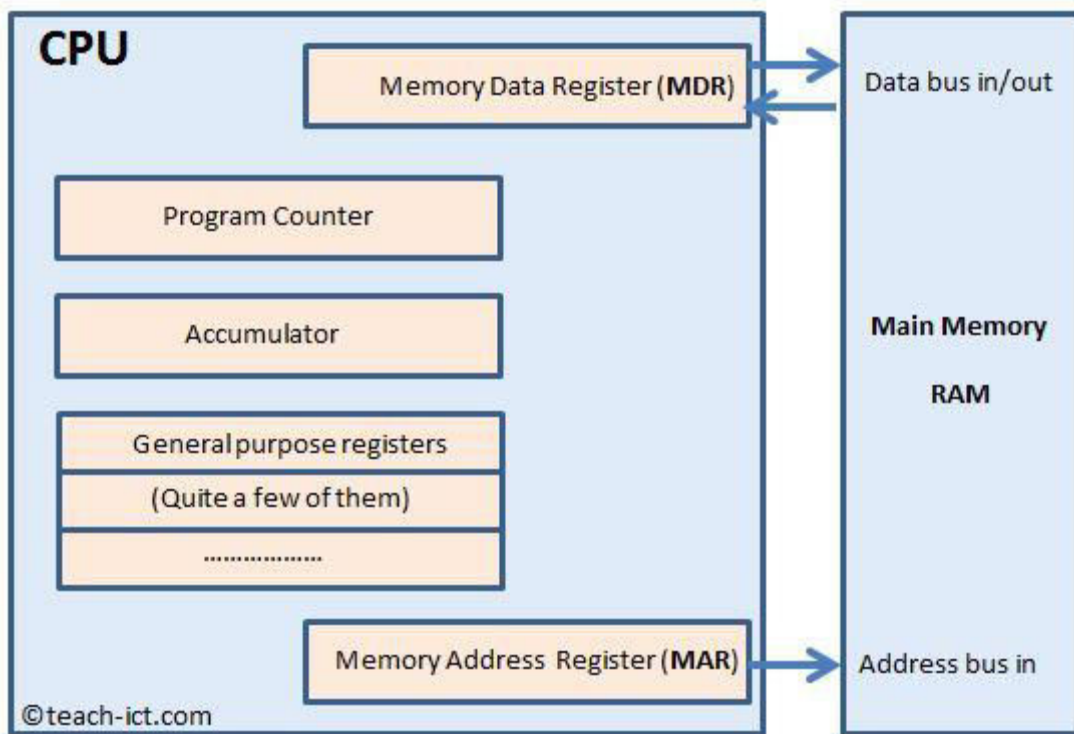 CPU
Memory Data Register (MDR)
Data bus in/out
Program Counter
Accumulator
Main Memory
RAM
General purpose registers
(Quite a few of them)
..................
Memory Address Register (MAR)
Address bus in
©teach-ict.com